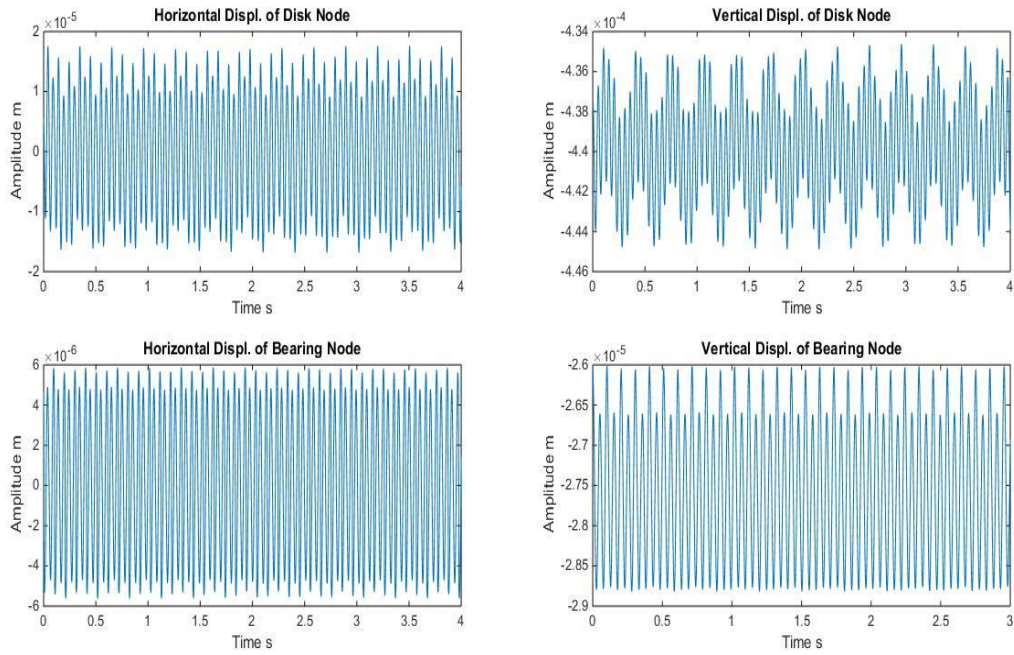 Horizontal Displ. of Disk Node
×10-5
2
1
0
-1
-2
Amplitude m
0 0.5 1 1.5 2 2.5 3 3.5 4
Time s
Vertical Displ. of Disk Node
×10-4
-4.34
-4.36
-4.38
-4.4
-4.42
-4.44
-4.46
Amplitude m
0 0.5 1 1.5 2 2.5 3 3.5 4
Time s
Horizontal Displ. of Bearing Node
×10-6
6
4
2
0
-2
-4
-6
Amplitude m
0 0.5 1 1.5 2 2.5 3 3.5 4
Time s
Vertical Displ. of Bearing Node
×10-5
-2.6
-2.65
-2.7
-2.75
-2.8
-2.85
-2.9
Amplitude m
0 0.5 1 1.5 2 2.5 3
Time s